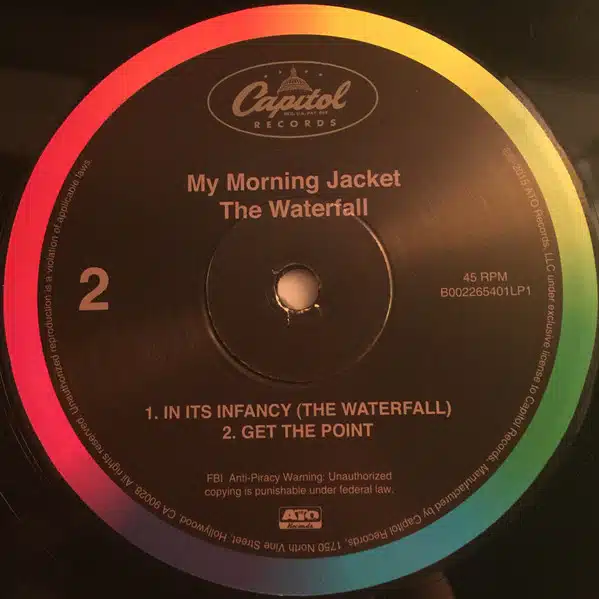 Capitol
REG. U.S. PAT. OFF.
RECORDS
My Morning Jacket
The Waterfall
2
45 RPM
B002265401LP1
1. IN ITS INFANCY (THE WATERFALL)
2. GET THE POINT
FBI Anti-Piracy Warning: Unauthorized
copying is punishable under federal law.
ATO
Records
℗© 2015 ATO Records, LLC under exclusive license to Capitol Records. Manufactured by Capitol Records, 1750 North Vine Street, Hollywood, CA 90028. All rights reserved. Unauthorized reproduction is a violation of applicable laws.